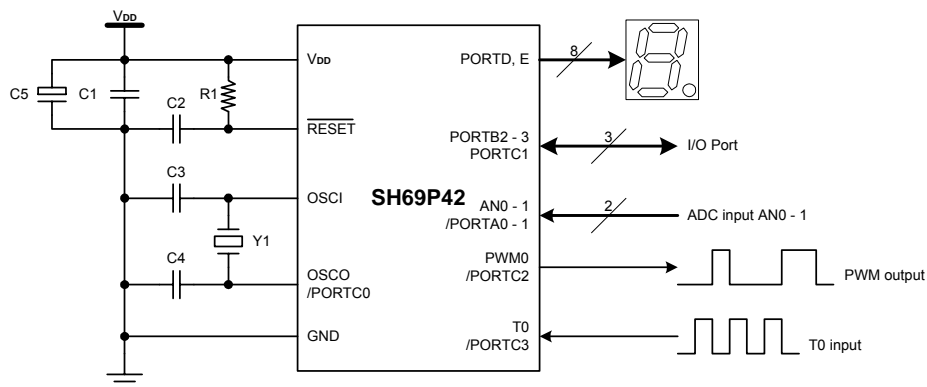 VDD
VDD
PORTD, E
8
C5
C1
R1
C2
RESET
PORTB2 - 3
PORTC1
3
I/O Port
C3
OSCI
SH69P42
AN0 - 1
/PORTA0 - 1
2
ADC input AN0 - 1
Y1
C4
OSCO
/PORTC0
PWM0
/PORTC2
PWM output
GND
T0
/PORTC3
T0 input